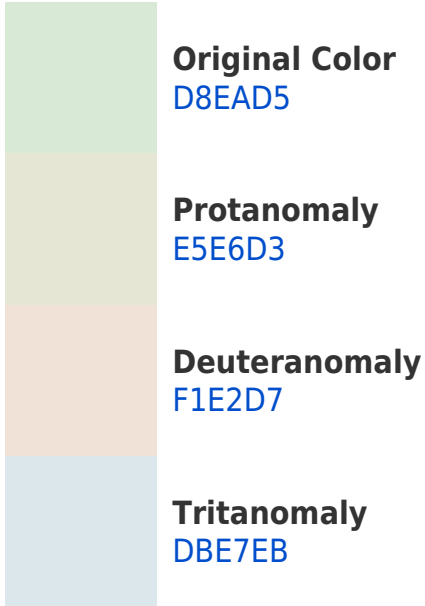 Original Color
D8EAD5
Protanomaly
E5E6D3
Deuteranomaly
F1E2D7
Tritanomaly
DBE7EB